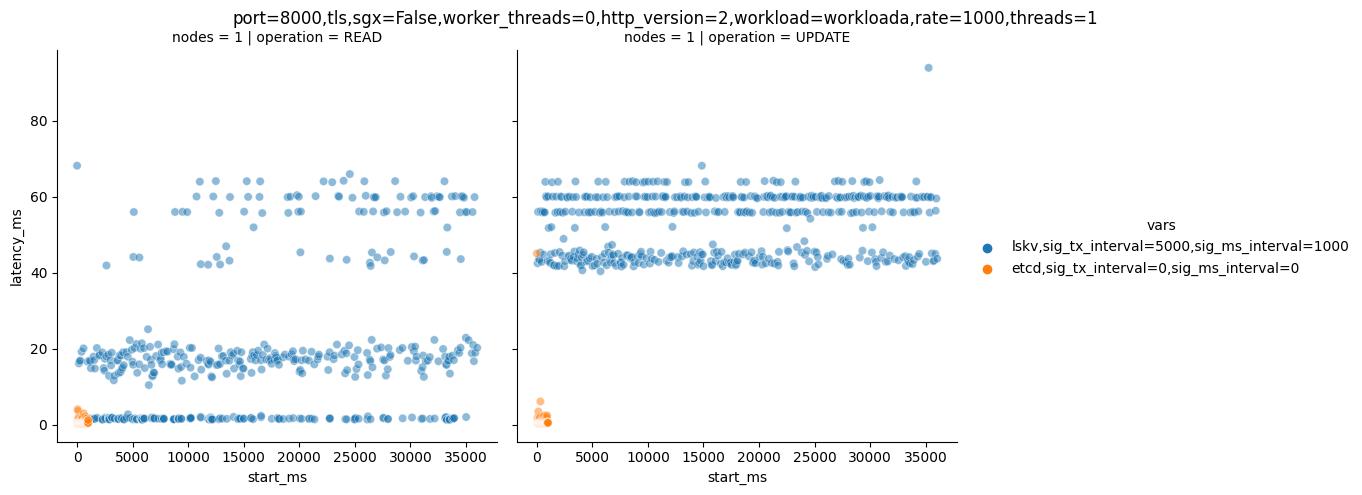 port=8000,tls,sgx=False,worker_threads=0,http_version=2,workload=workloada,rate=1000,threads=1
nodes = 1 | operation = READ
nodes = 1 | operation = UPDATE
latency_ms
80
60
40
20
0
0 5000 10000 15000 20000 25000 30000 35000
start_ms
0 5000 10000 15000 20000 25000 30000 35000
start_ms
vars
lskv,sig_tx_interval=5000,sig_ms_interval=1000
etcd,sig_tx_interval=0,sig_ms_interval=0